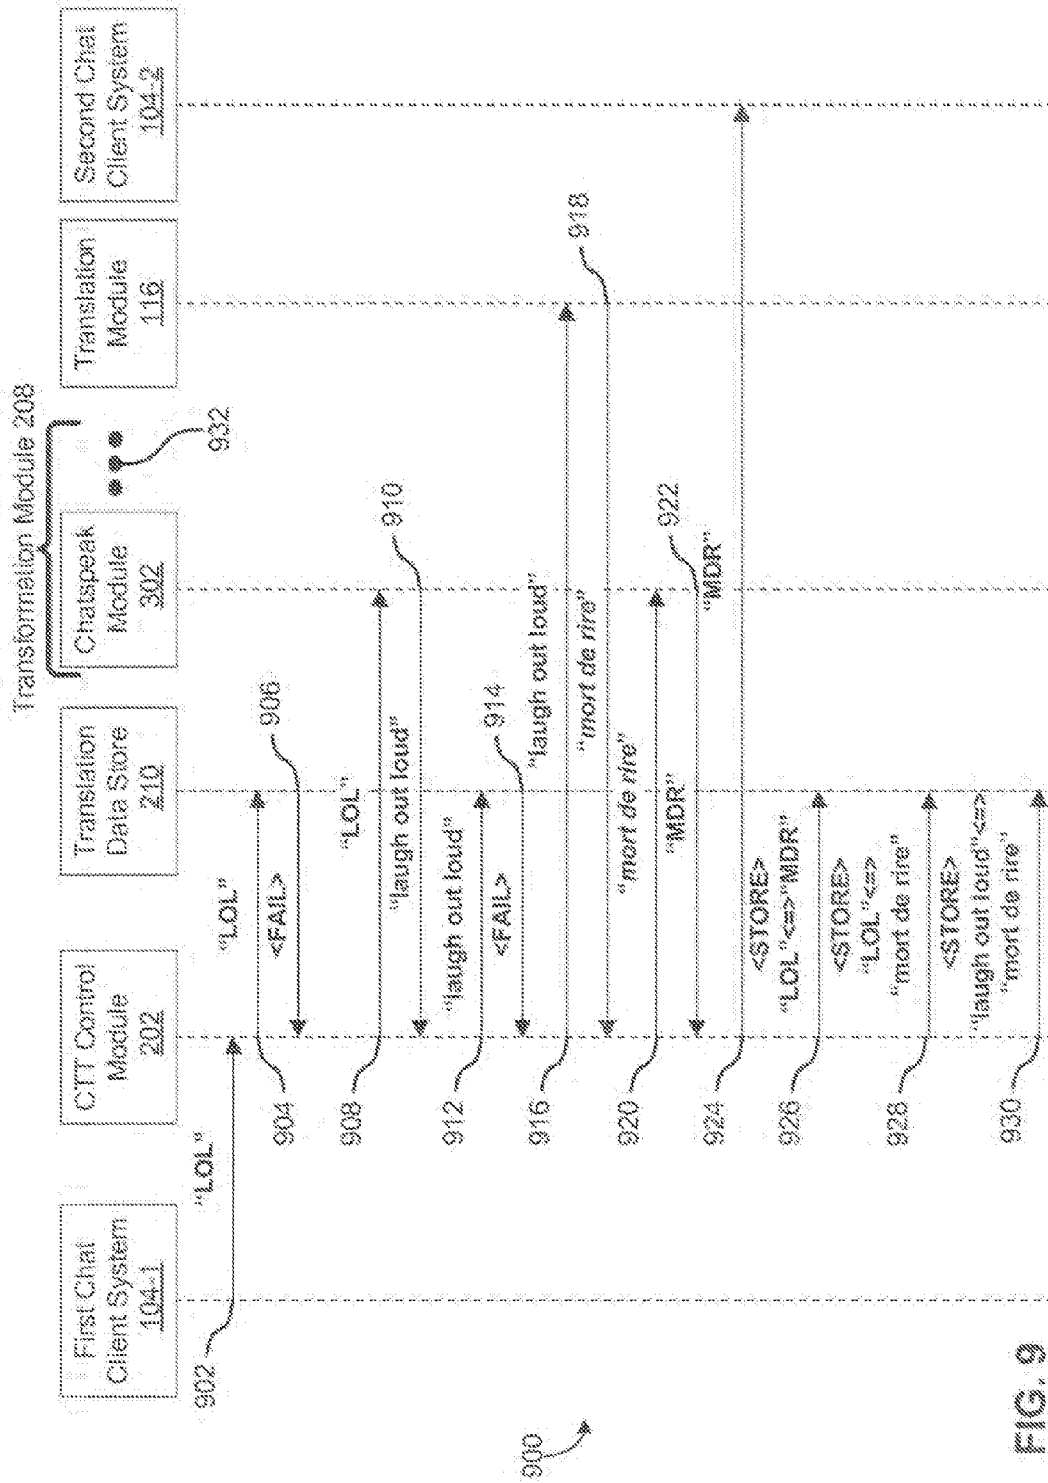 Transformation Module 208
First Chat
Client System
104-1
CTT Control
Module
202
Translation
Data Store
210
Chatspeak
Module
302
932
Translation
Module
116
Second Chat
Client System
104-2
902
"LOL"
"LOL"
904
<FAIL>
906
"LOL"
908
"laugh out loud"
910
"laugh out loud"
912
<FAIL>
914
"laugh out loud"
916
"mort de rire"
918
"mort de rire"
920
"MDR"
922
"MDR"
924
<STORE>
"LOL"<=>"MDR"
926
<STORE>
"LOL"<=>
"mort de rire"
928
<STORE>
"laugh out loud"<=>
"mort de rire"
930
900
FIG. 9